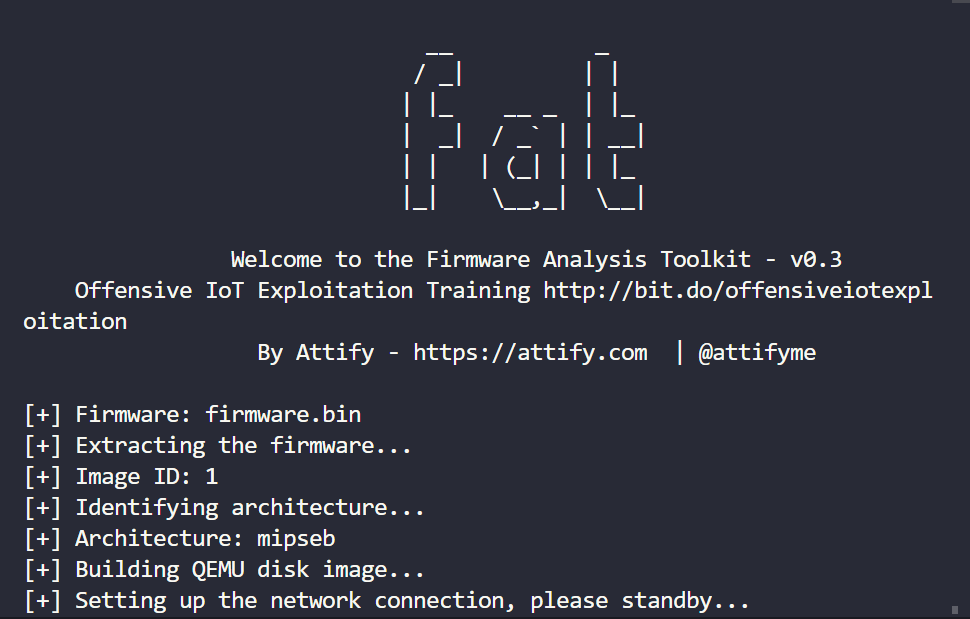 Welcome to the Firmware Analysis Toolkit - v0.3
Offensive IoT Exploitation Training http://bit.do/offensiveiotexpl
oitation
By Attify - https://attify.com | @attifyme
[+] Firmware: firmware.bin
[+] Extracting the firmware...
[+] Image ID: 1
[+] Identifying architecture...
[+] Architecture: mipseb
[+] Building QEMU disk image...
[+] Setting up the network connection, please standby...